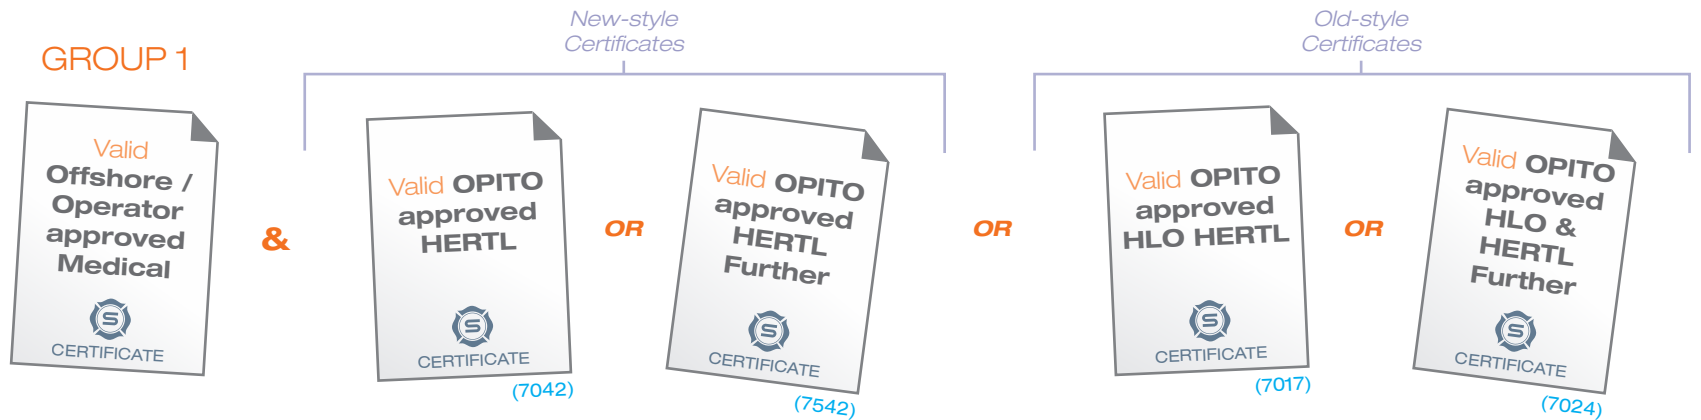 GROUP 1
New-style
Certificates
Old-style
Certificates
Valid
Offshore /
Operator
approved
Medical
S
CERTIFICATE
&
Valid OPITO
approved
HERTL
S
CERTIFICATE
(7042)
OR
Valid OPITO
approved
HERTL
Further
S
CERTIFICATE
(7542)
OR
Valid OPITO
approved
HLO HERTL
S
CERTIFICATE
(7017)
OR
Valid OPITO
approved
HLO &
HERTL
Further
S
CERTIFICATE
(7024)